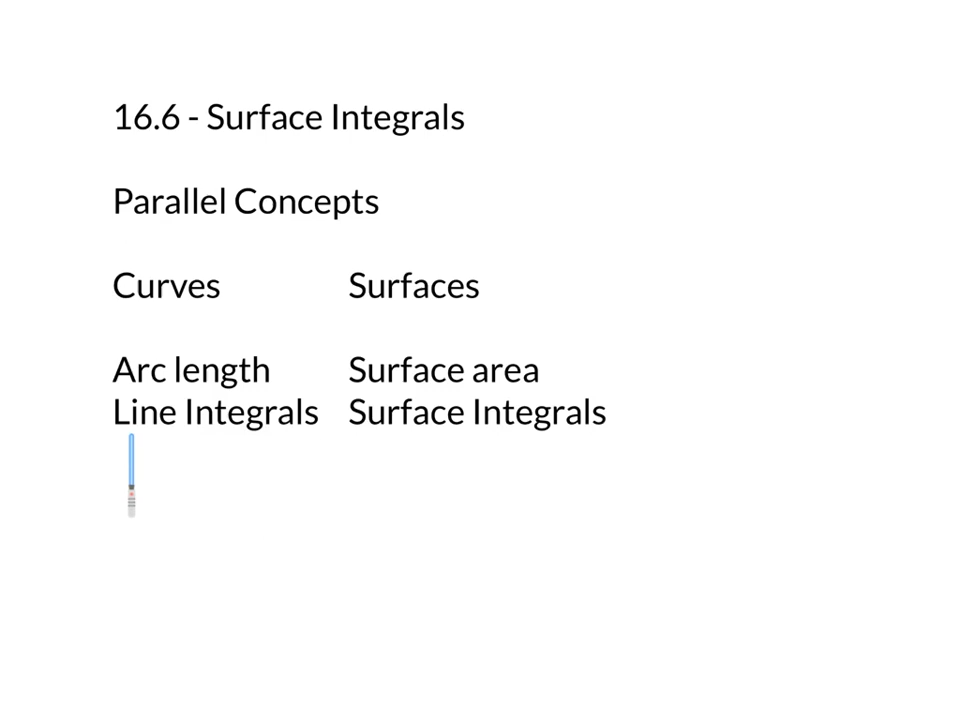 16.6 - Surface Integrals
Parallel Concepts
Curves Surfaces
Arc length Surface area
Line Integrals Surface Integrals